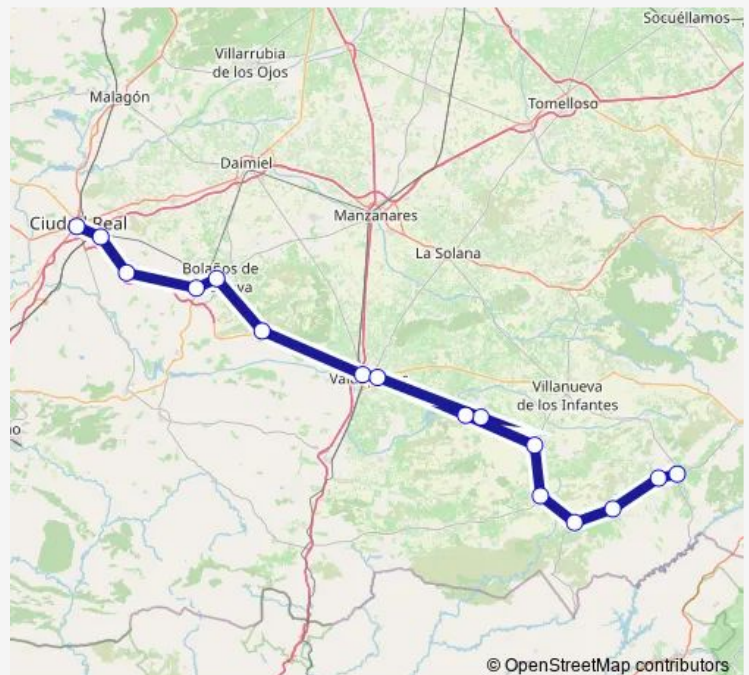 Socuéllamos
Villarrubia
de los Ojos
Malagón
Tomelloso
Daimiel
Manzanares
Ciudad Real
La Solana
Bolaños de
Villanueva
de los Infantes
© OpenStreetMap contributors